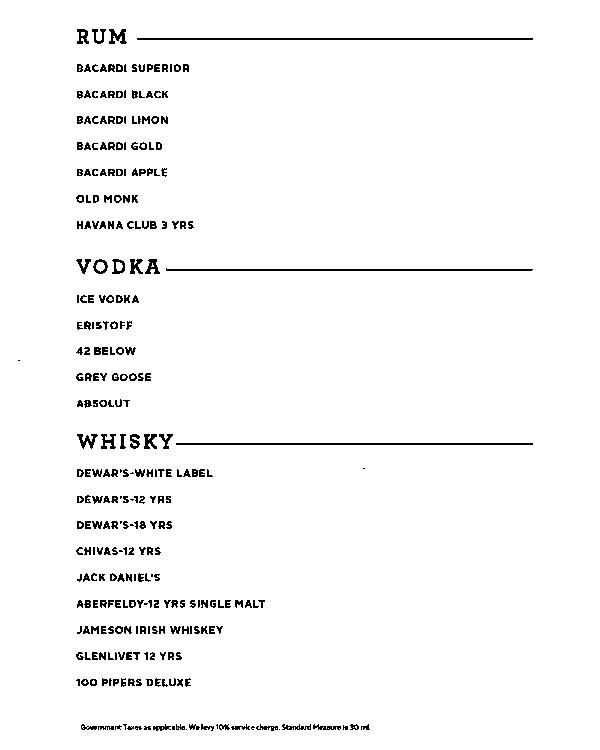 RUM
BACARDI SUPERIOR
BACARDI BLACK
BACARDI LIMON
BACARDI GOLD
BACARDI APPLE
OLD MONK
HAVANA CLUB 3 YRS
VODKA
ICE VODKA
ERISTOFF
42 BELOW
GREY GOOSE
ABSOLUT
WHISKY
DEWAR'S-WHITE LABEL
DEWAR'S-12 YRS
DEWAR'S-18 YRS
CHIVAS-12 YRS
JACK DANIEL'S
ABERFELDY-12 YRS SINGLE MALT
JAMESON IRISH WHISKEY
GLENLIVET 12 YRS
100 PIPERS DELUXE
Government Taxes as applicable. We levy 10% service charge. Standard Measure is 30 ml.